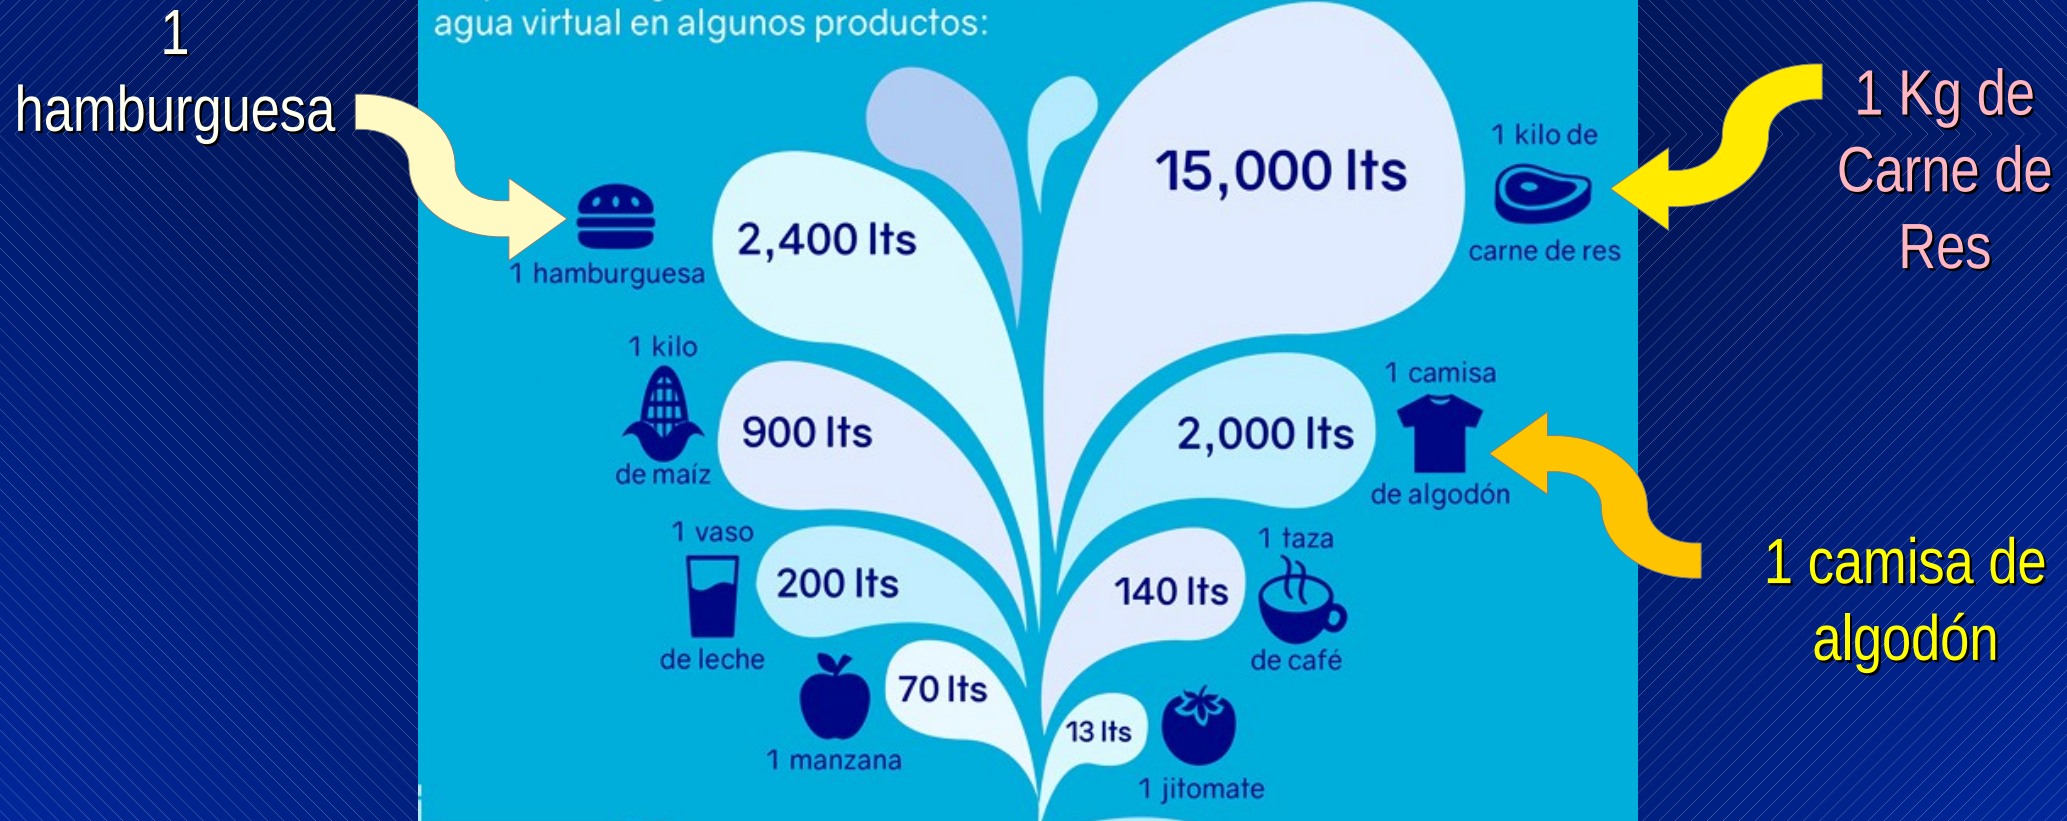 1
hamburguesa
agua virtual en algunos productos:
1 Kg de
Carne de
Res
1 kilo de
carne de res
15,000 lts
2,400 lts
1 hamburguesa
1 kilo
de maíz
900 lts
2,000 lts
1 camisa
de algodón
1 camisa de
algodón
1 vaso
de leche
200 lts
140 lts
1 taza
de café
70 lts
1 manzana
13 lts
1 jitomate